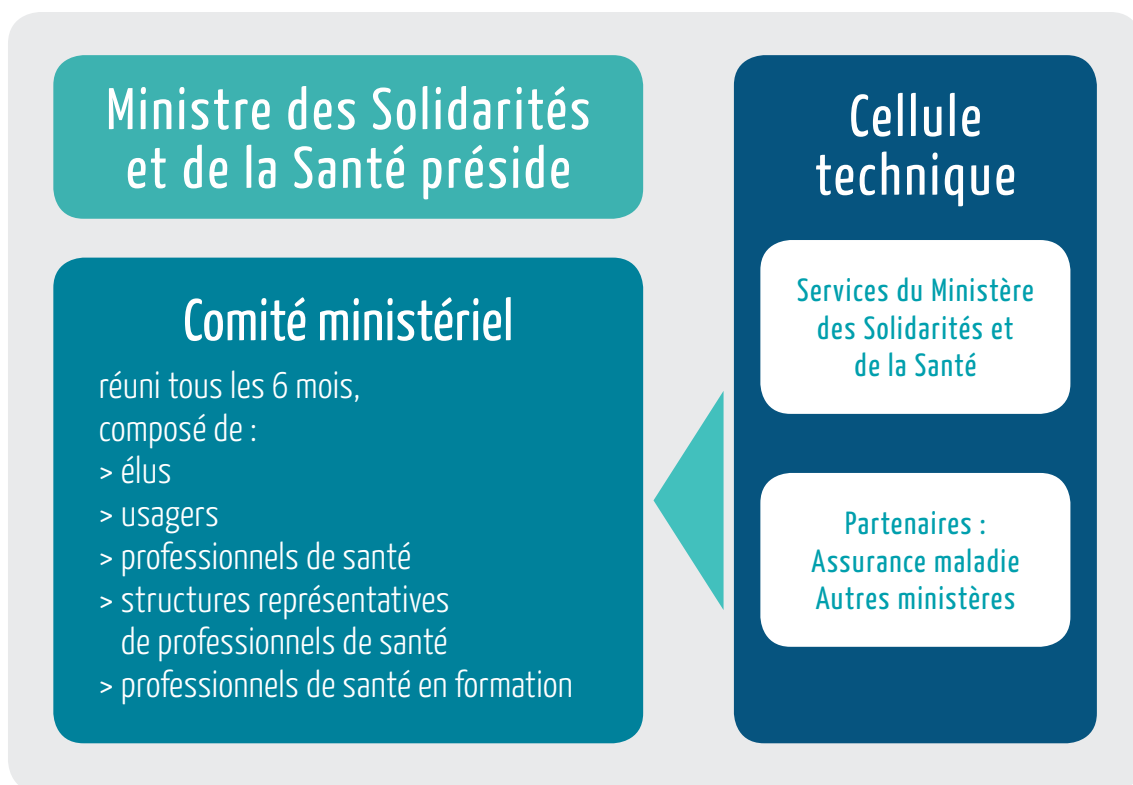 Ministre des Solidarités
et de la Santé préside
Comité ministériel
réuni tous les 6 mois,
composé de :
> élus
> usagers
> professionnels de santé
> structures représentatives
de professionnels de santé
> professionnels de santé en formation
Cellule
technique
Services du Ministère
des Solidarités et
de la Santé
Partenaires :
Assurance maladie
Autres ministères